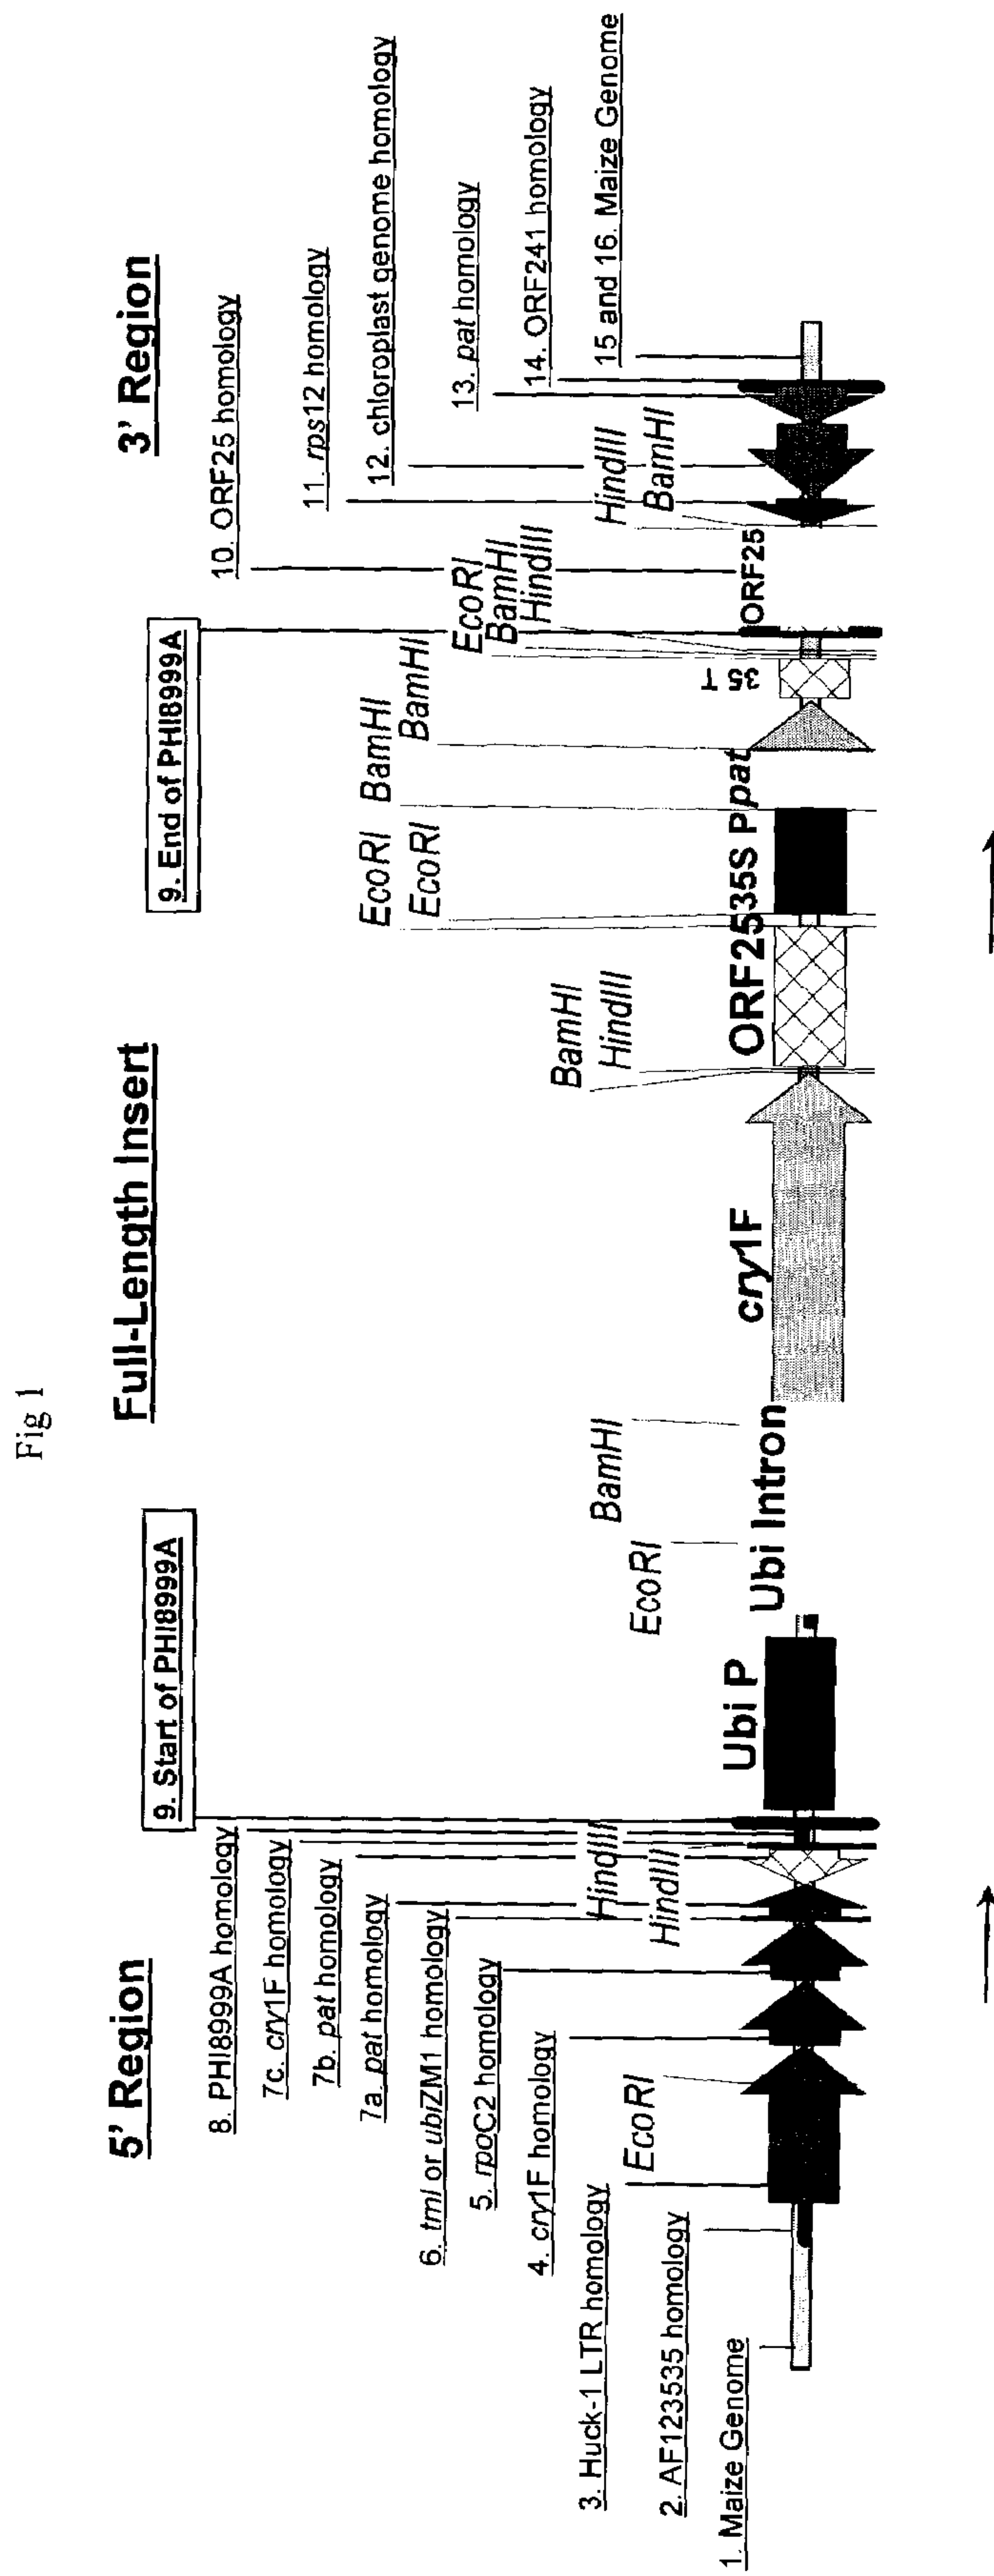 Fig 1
5' Region
Full-Length Insert
3' Region
9. Start of PHI8999A
9. End of PHI8999A
8. PHI8999A homology
7c. cry1F homology
7b. pat homology
7a. pat homology
6. tml or ubiZM1 homology
5. rpoC2 homology
4. cry1F homology
3. Huck-1 LTR homology
2. AF123535 homology
1. Maize Genome
EcoRI
HindIII
HindIII
EcoRI
BamHI
BamHI
HindIII
EcoRI
EcoRI
BamHI
BamHI
EcoRI
BamHI
HindIII
HindIII
BamHI
10. ORF25 homology
11. rps12 homology
12. chloroplast genome homology
13. pat homology
14. ORF241 homology
15 and 16. Maize Genome
Ubi P
Ubi Intron
cry1F
ORF25
35S P
pat
35 T
ORF25